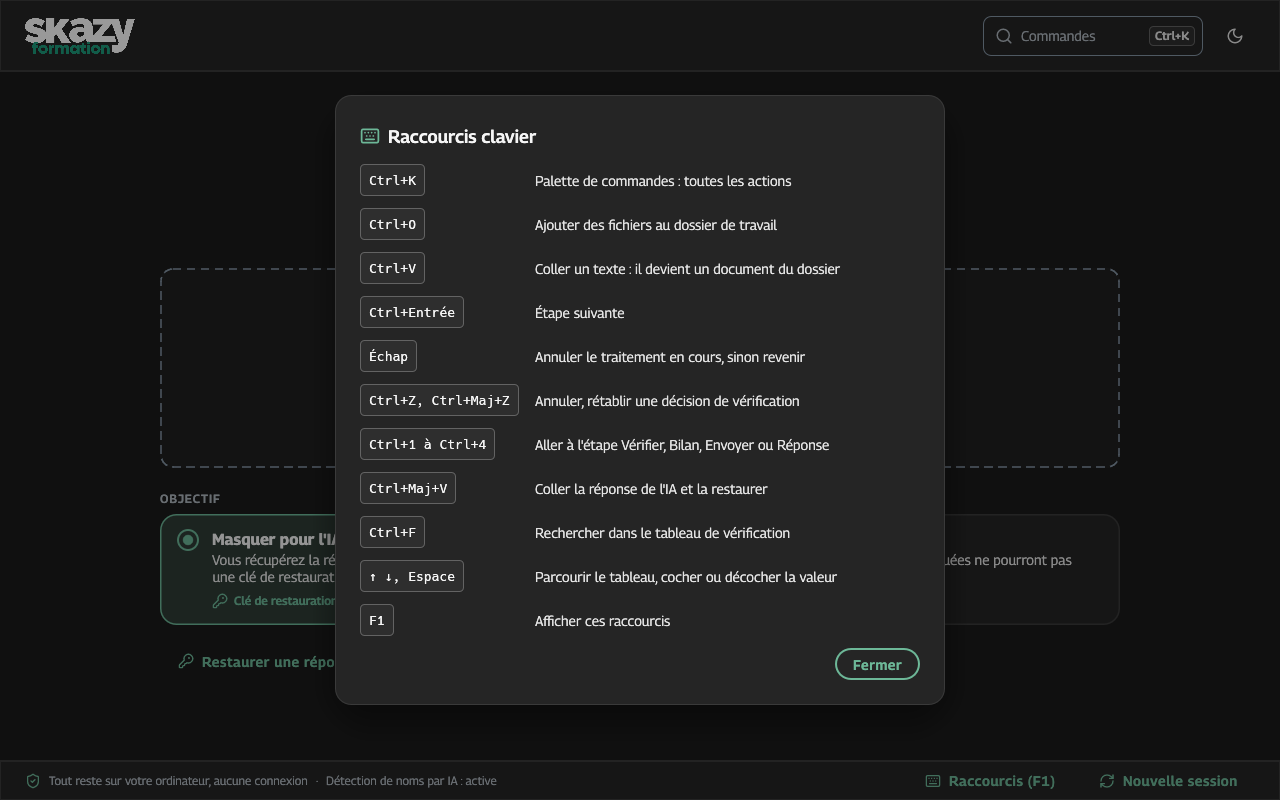 skazy
formation
Commandes
Ctrl+K
Raccourcis clavier
Ctrl+K Palette de commandes : toutes les actions
Ctrl+O Ajouter des fichiers au dossier de travail
Ctrl+V Coller un texte : il devient un document du dossier
Ctrl+Entrée Étape suivante
Échap Annuler le traitement en cours, sinon revenir
Ctrl+Z, Ctrl+Maj+Z Annuler, rétablir une décision de vérification
Ctrl+1 à Ctrl+4 Aller à l'étape Vérifier, Bilan, Envoyer ou Réponse
Ctrl+Maj+V Coller la réponse de l'IA et la restaurer
Ctrl+F Rechercher dans le tableau de vérification
↑ ↓, Espace Parcourir le tableau, cocher ou décocher la valeur
F1 Afficher ces raccourcis
Fermer
OBJECTIF
Masquer pour l'IA
Vous récupérez la ré
une clé de restaurat
Clé de restauration
uées ne pourront pas
Restaurer une répo
Tout reste sur votre ordinateur, aucune connexion · Détection de noms par IA : active
Raccourcis (F1)
Nouvelle session